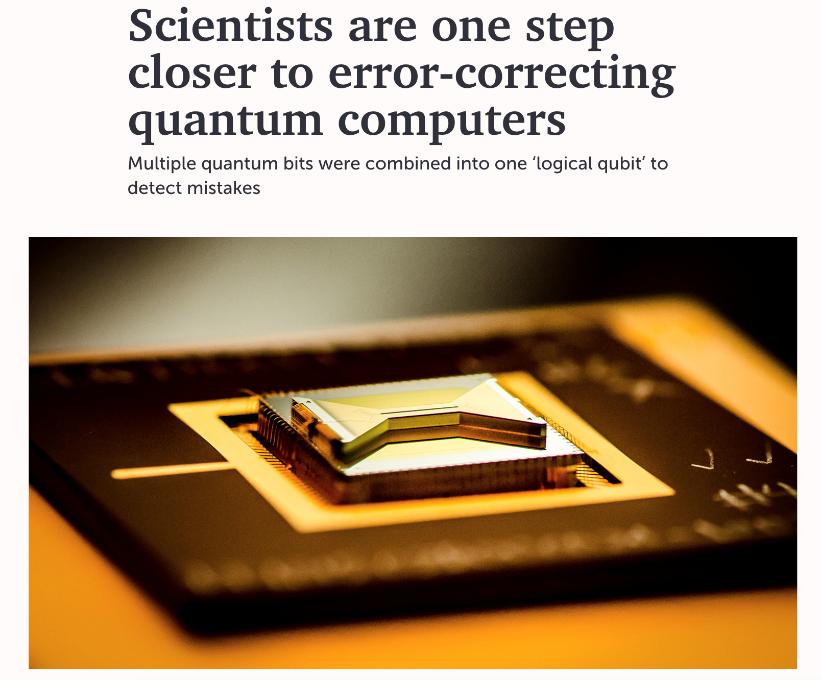 Scientists are one step
closer to error-correcting
quantum computers
Multiple quantum bits were combined into one ‘logical qubit’ to
detect mistakes